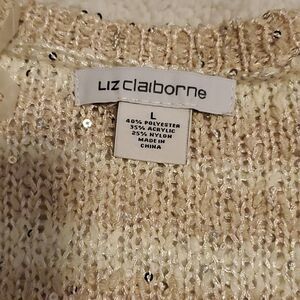 Liz claiborne
L
40% POLYESTER
35% ACRYLIC
25% NYLON
MADE IN
CHINA